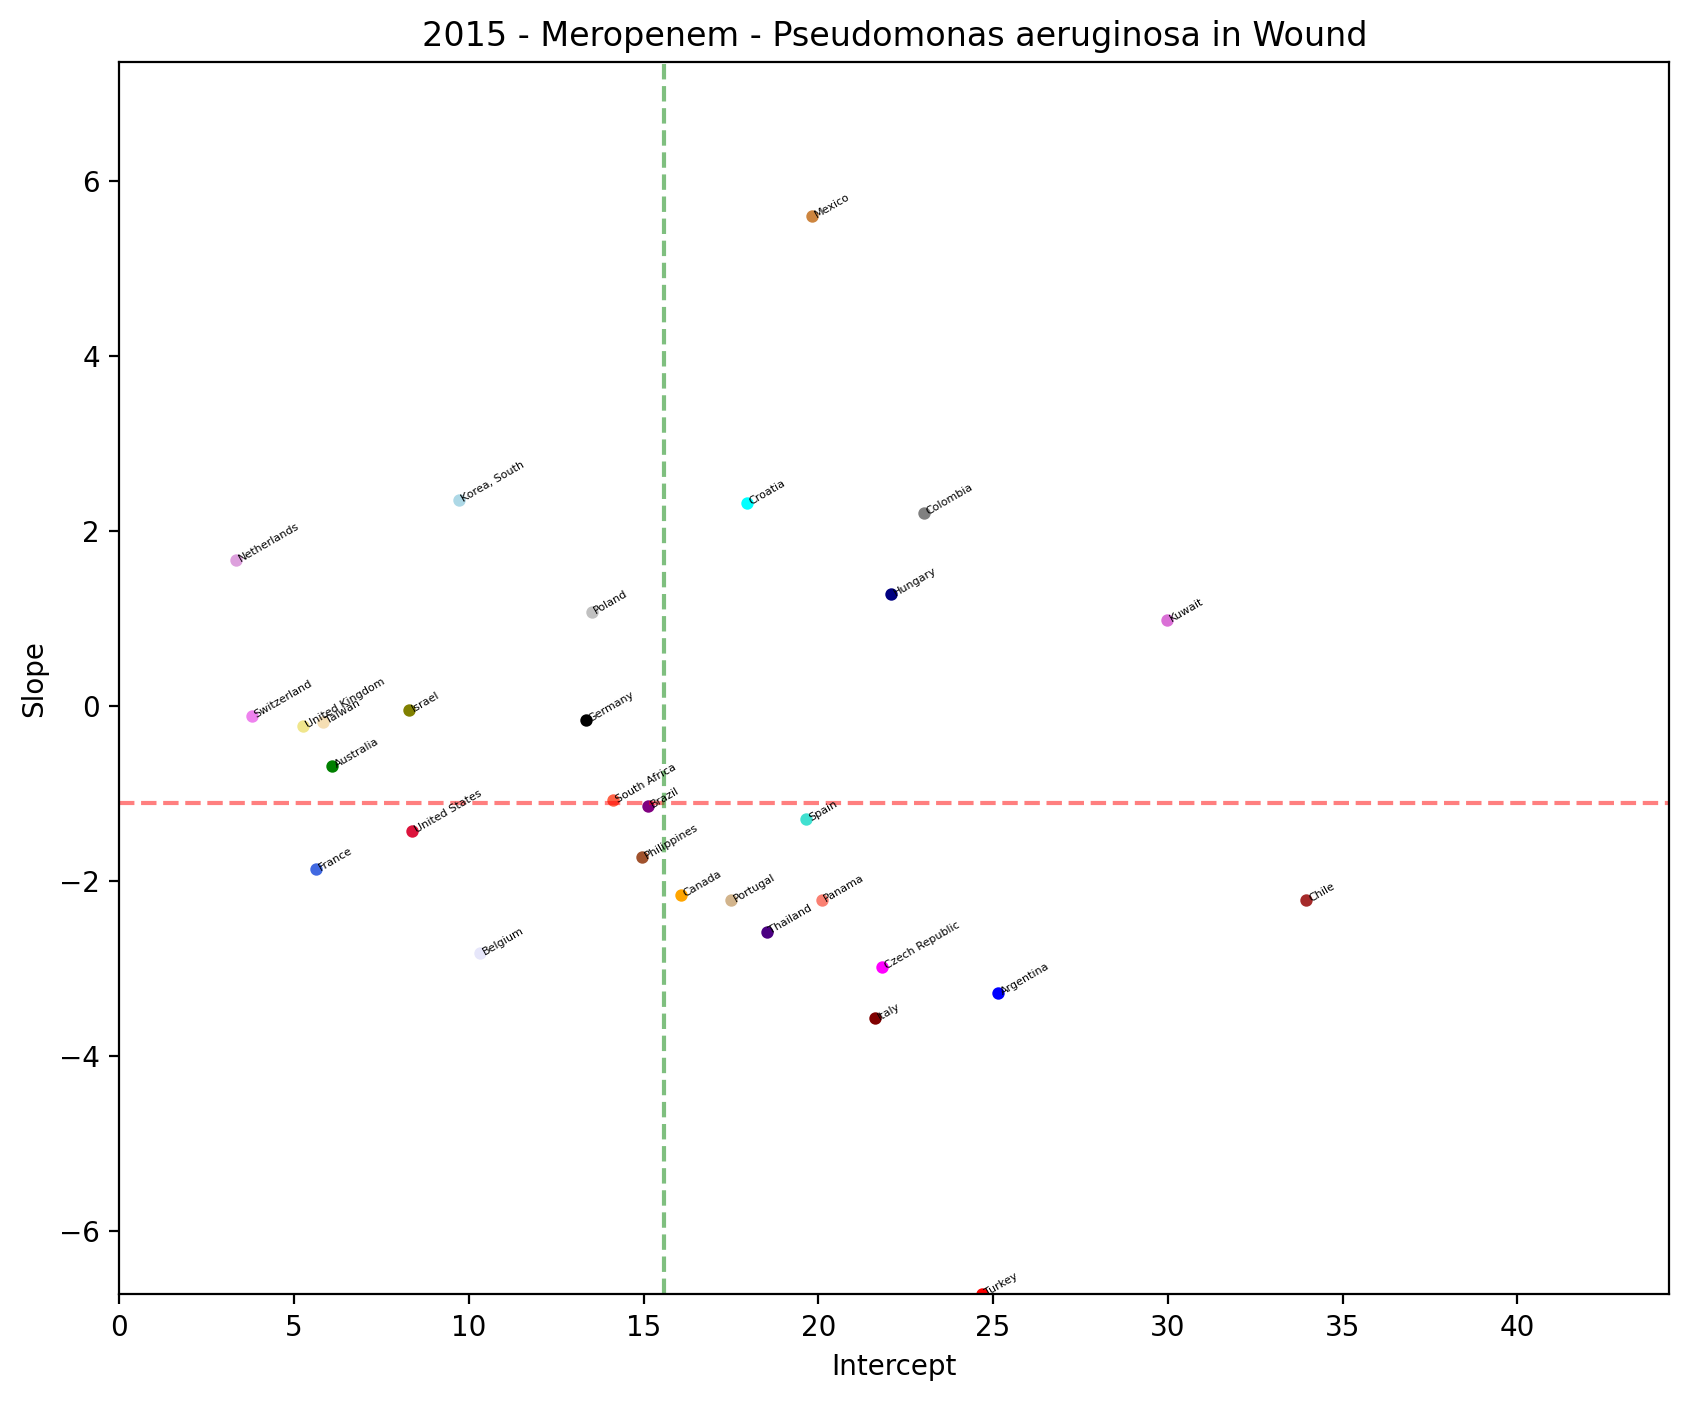 2015 - Meropenem - Pseudomonas aeruginosa in Wound
6
Mexico
4
Korea, South
Croatia
Colombia
2
Netherlands
Hungary
Poland
Kuwait
Slope
0
Switzerland
United Kingdom
Taiwan
Israel
Germany
Australia
South Africa
Brazil
United States
Spain
Philippines
France
−2
Canada
Portugal
Panama
Chile
Thailand
Belgium
Czech Republic
Argentina
Italy
−4
−6
Turkey
0 5 10 15 20 25 30 35 40
Intercept